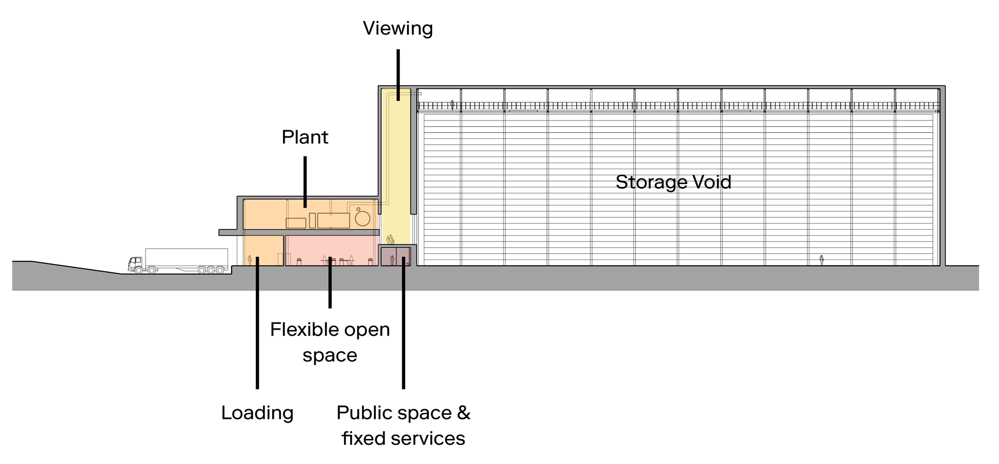 Viewing
Plant
Storage Void
Flexible open
space
Loading
Public space &
fixed services